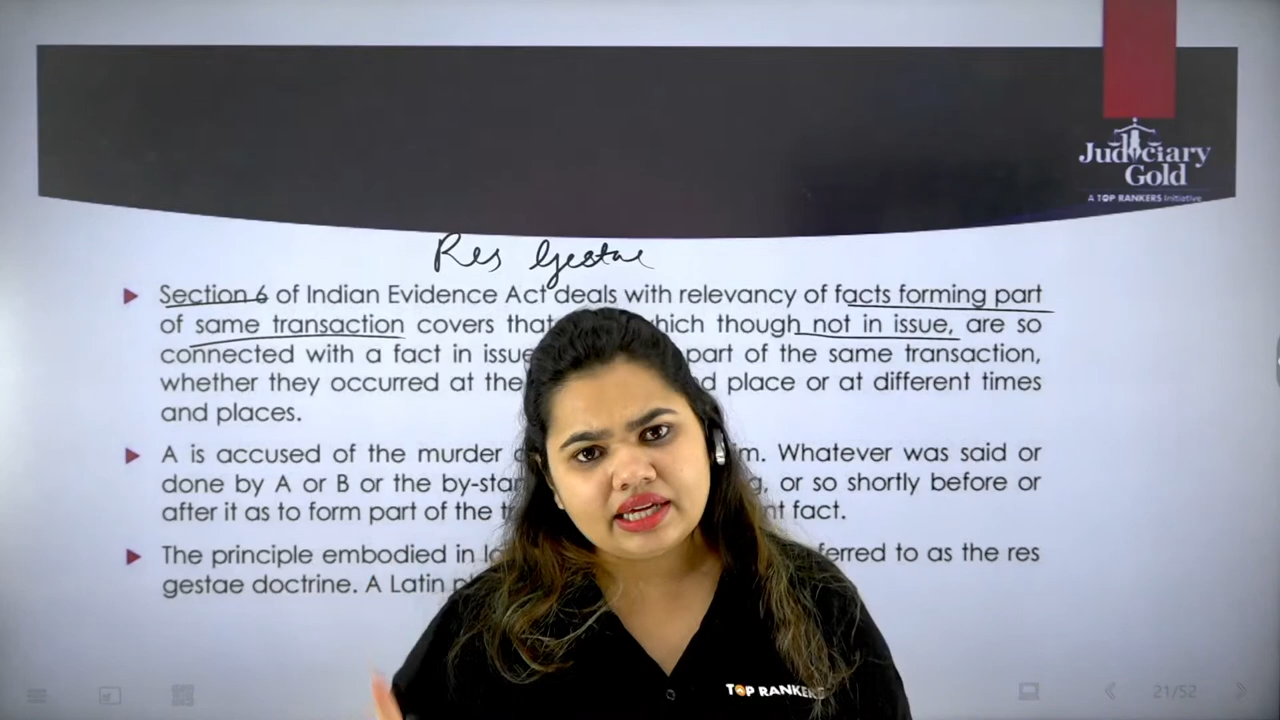 Judiciary
Gold
A TOP RANKERS Initiative
Res Gestae
Section 6 of Indian Evidence Act deals with relevancy of facts forming part
of same transaction covers that which though not in issue, are so
connected with a fact in issue part of the same transaction,
whether they occurred at the place or at different times
and places.
A is accused of the murder Whatever was said or
done by A or B or the or so shortly before or
after it as to form part of the fact.
The principle embodied in to as the res
gestae doctrine. A Latin
TOP RANKERS
21/52